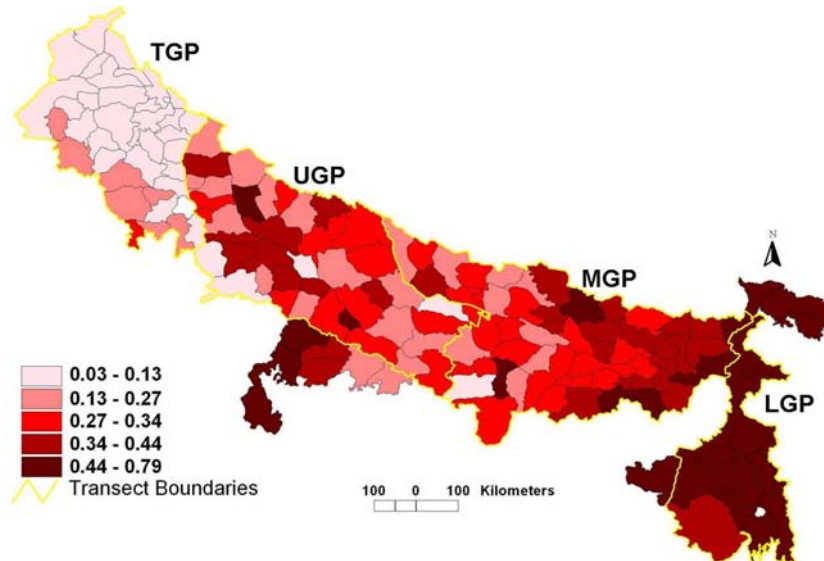 TGP
UGP
N
MGP
LGP
0.03 - 0.13
0.13 - 0.27
0.27 - 0.34
0.34 - 0.44
0.44 - 0.79
Transect Boundaries
100 0 100 Kilometers